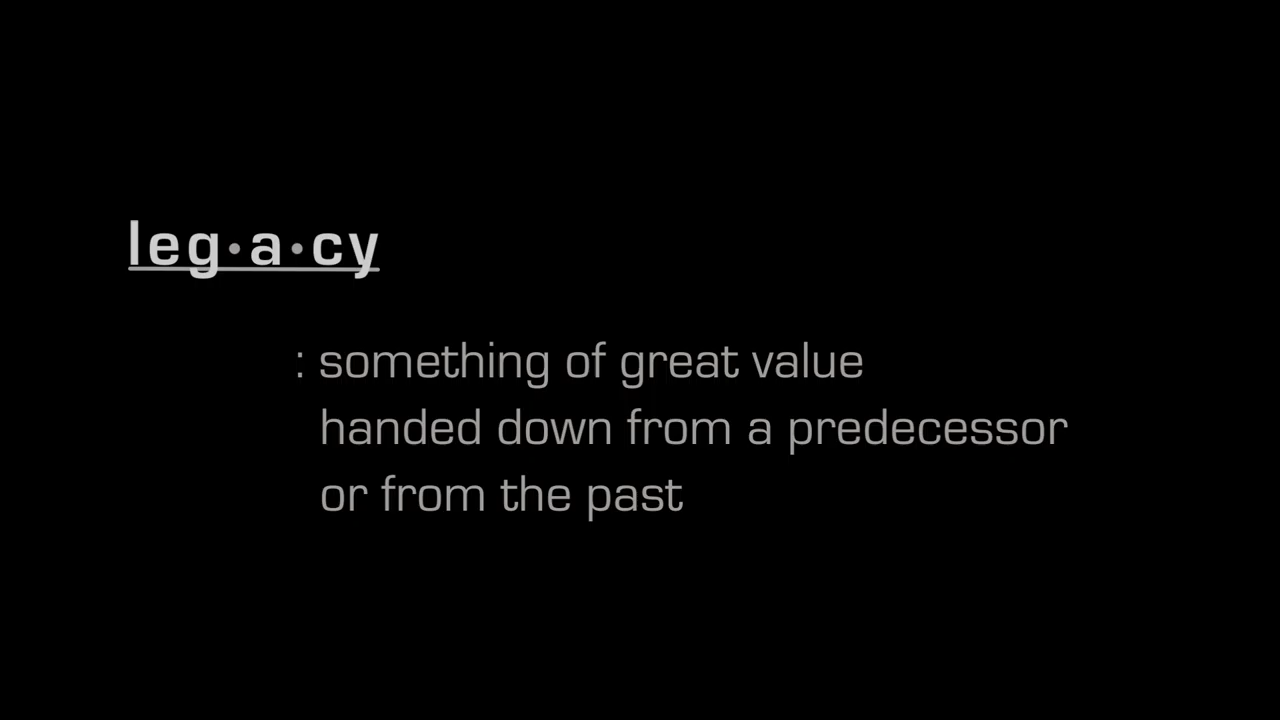 leg·a·cy
: something of great value
handed down from a predecessor
or from the past